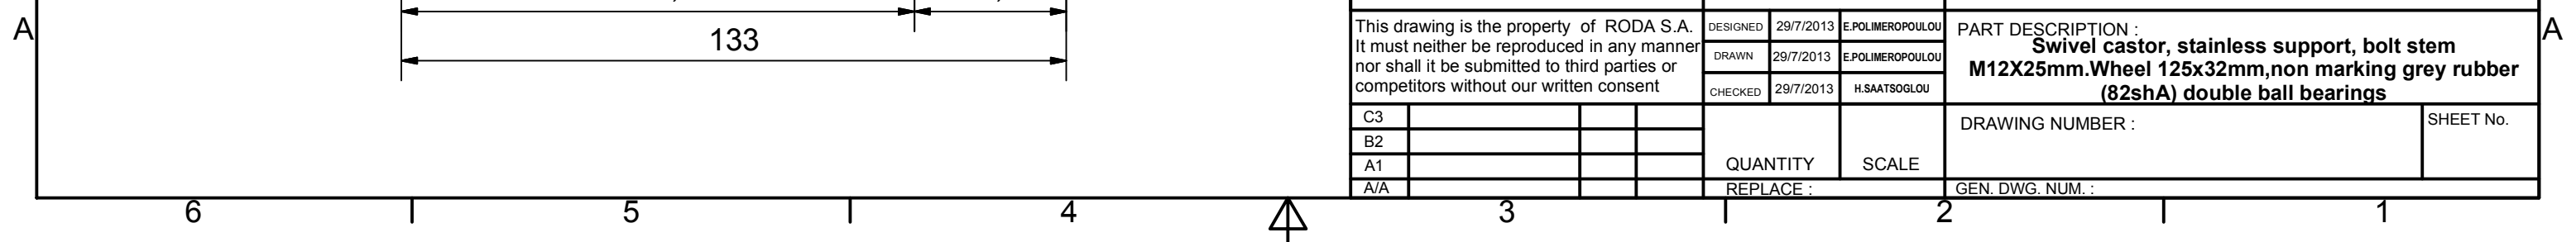 A
133
This drawing is the property of RODA S.A.
It must neither be reproduced in any manner
nor shall it be submitted to third parties or
competitors without our written consent
DESIGNED 29/7/2013 E.POLIMEROPOULOU
DRAWN 29/7/2013 E.POLIMEROPOULOU
CHECKED 29/7/2013 H.SAATSOGLOU
PART DESCRIPTION :
Swivel castor, stainless support, bolt stem
M12X25mm.Wheel 125x32mm,non marking grey rubber
(82shA) double ball bearings
A
C3
B2
A1
A/A
QUANTITY SCALE
REPLACE :
DRAWING NUMBER :
SHEET No.
GEN. DWG. NUM. :
6 5 4 3 2 1